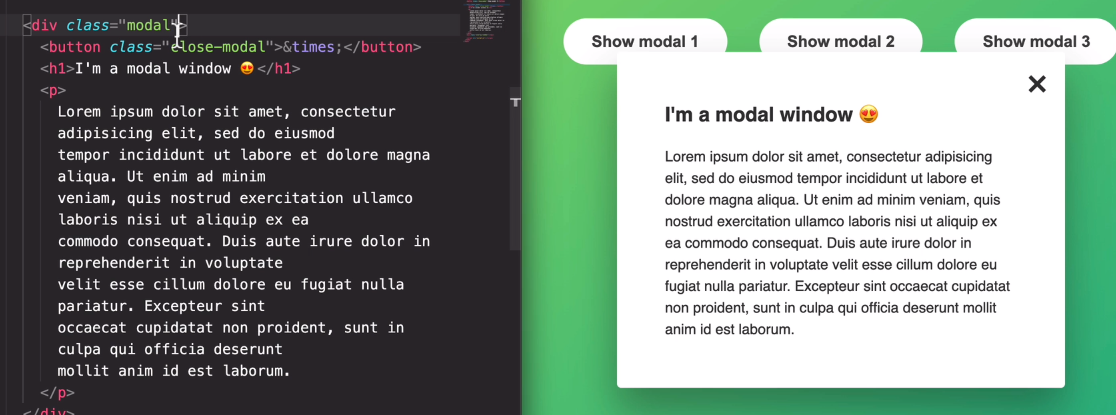 <div class="modal">
<button class="close-modal">&times;</button>
<h1>I'm a modal window 😍</h1>
<p>
Lorem ipsum dolor sit amet, consectetur
adipisicing elit, sed do eiusmod
tempor incididunt ut labore et dolore magna
aliqua. Ut enim ad minim
veniam, quis nostrud exercitation ullamco
laboris nisi ut aliquip ex ea
commodo consequat. Duis aute irure dolor in
reprehenderit in voluptate
velit esse cillum dolore eu fugiat nulla
pariatur. Excepteur sint
occaecat cupidatat non proident, sunt in
culpa qui officia deserunt
mollit anim id est laborum.
</p>
</div>
Show modal 1
Show modal 2
Show modal 3
×
I'm a modal window 😍
Lorem ipsum dolor sit amet, consectetur adipisicing
elit, sed do eiusmod tempor incididunt ut labore et
dolore magna aliqua. Ut enim ad minim veniam, quis
nostrud exercitation ullamco laboris nisi ut aliquip ex
ea commodo consequat. Duis aute irure dolor in
reprehenderit in voluptate velit esse cillum dolore eu
fugiat nulla pariatur. Excepteur sint occaecat cupidatat
non proident, sunt in culpa qui officia deserunt mollit
anim id est laborum.